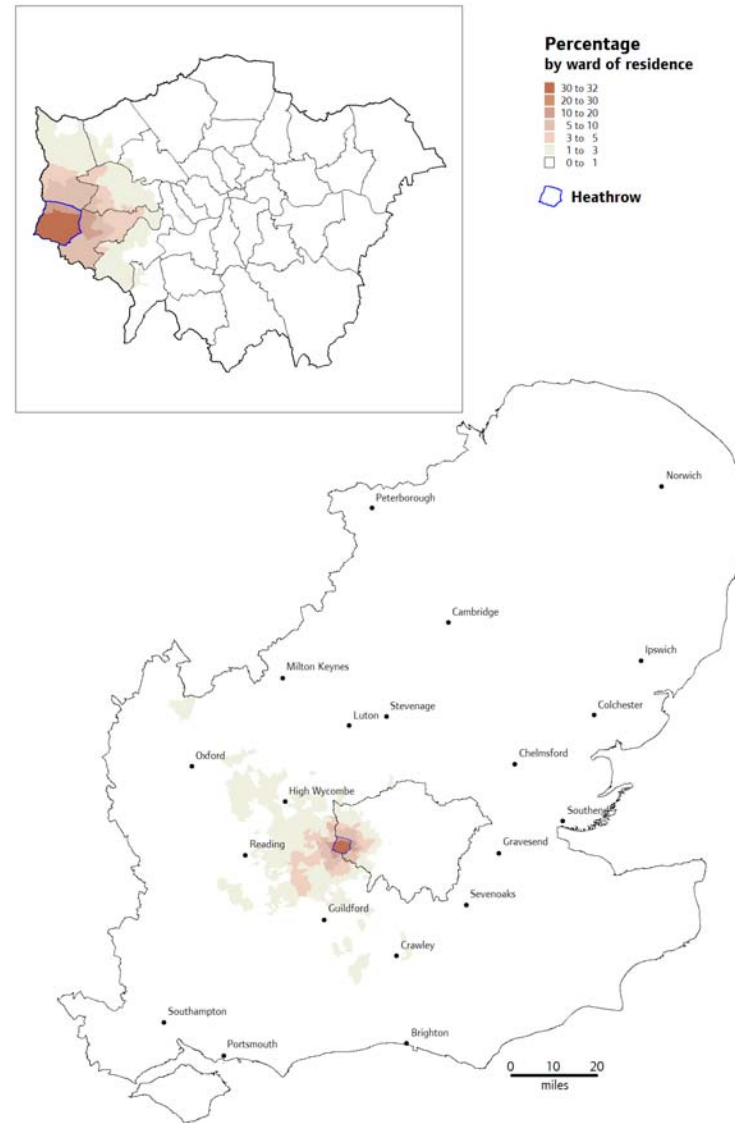 Percentage
by ward of residence
30 to 32
20 to 30
10 to 20
5 to 10
3 to 5
1 to 3
0 to 1
Heathrow
Norwich
Peterborough
Cambridge
Ipswich
Milton Keynes
Colchester
Stevenage
Luton
Oxford
Chelmsford
High Wycombe
Southend
Reading
Gravesend
Sevenoaks
Guildford
Crawley
Southampton
Brighton
Portsmouth
0 10 20
miles